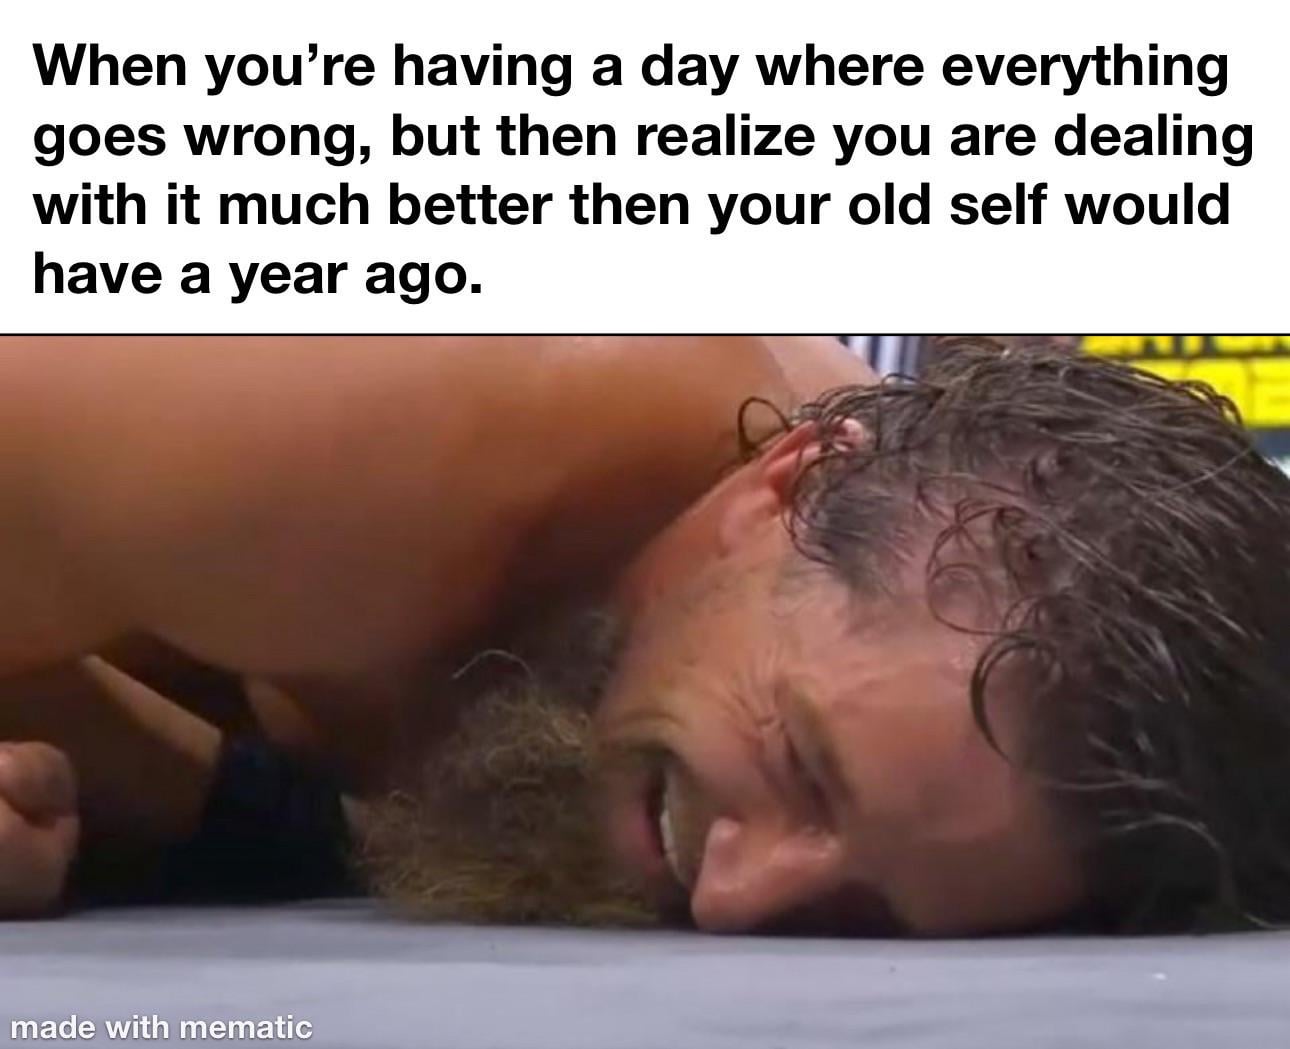 When you’re having a day where everything
goes wrong, but then realize you are dealing
with it much better then your old self would
have a year ago.
made with mematic